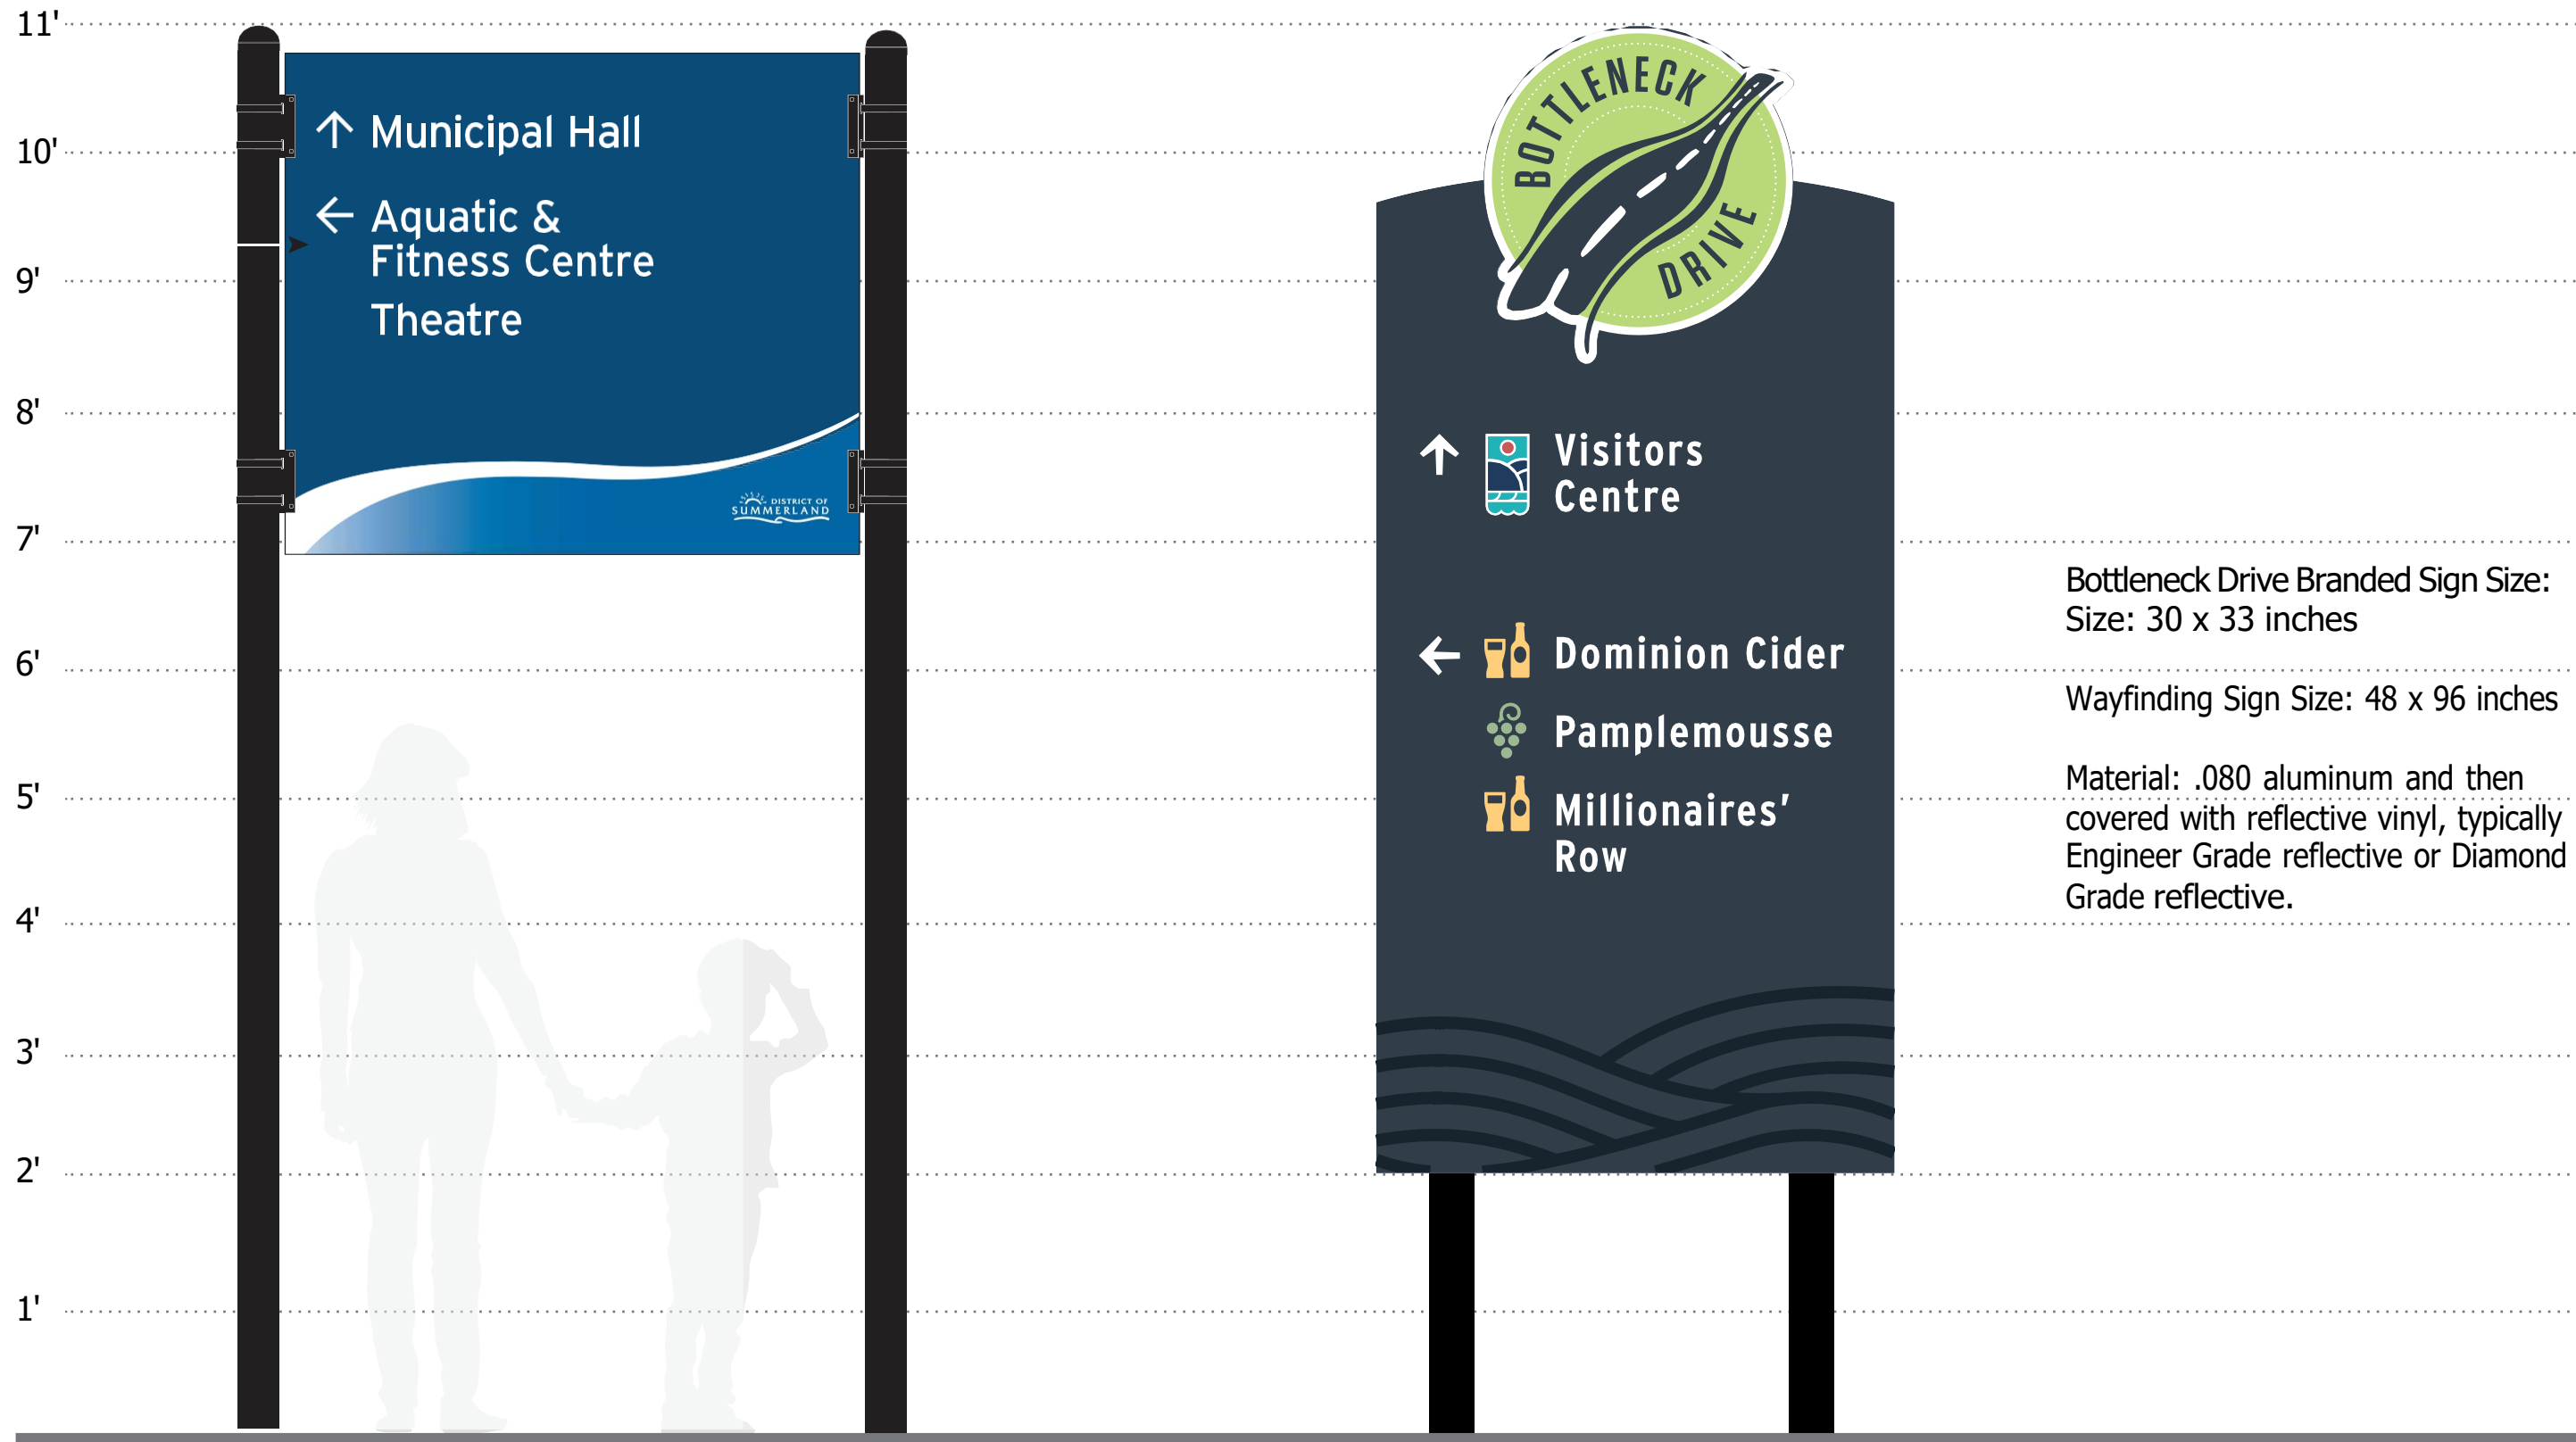 11'
10'
9'
8'
7'
6'
5'
4'
3'
2'
1'
Municipal Hall
Aquatic &
Fitness Centre
Theatre
DISTRICT OF
SUMMERLAND
BOTTLENECK
DRIVE
Visitors
Centre
Dominion Cider
Pamplemousse
Millionaires’
Row
Bottleneck Drive Branded Sign Size:
Size: 30 x 33 inches
Wayfinding Sign Size: 48 x 96 inches
Material: .080 aluminum and then
covered with reflective vinyl, typically
Engineer Grade reflective or Diamond
Grade reflective.